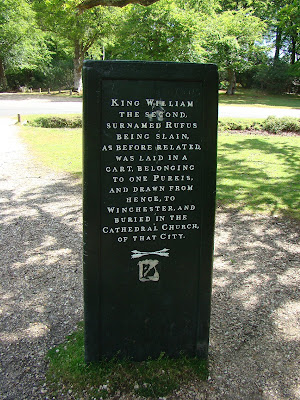 King William
the Second,
surnamed Rufus
being slain,
as before related,
was laid in a
cart, belonging
to one Purkis,
and drawn from
hence, to
Winchester, and
buried in the
Cathedral Church,
of that City.